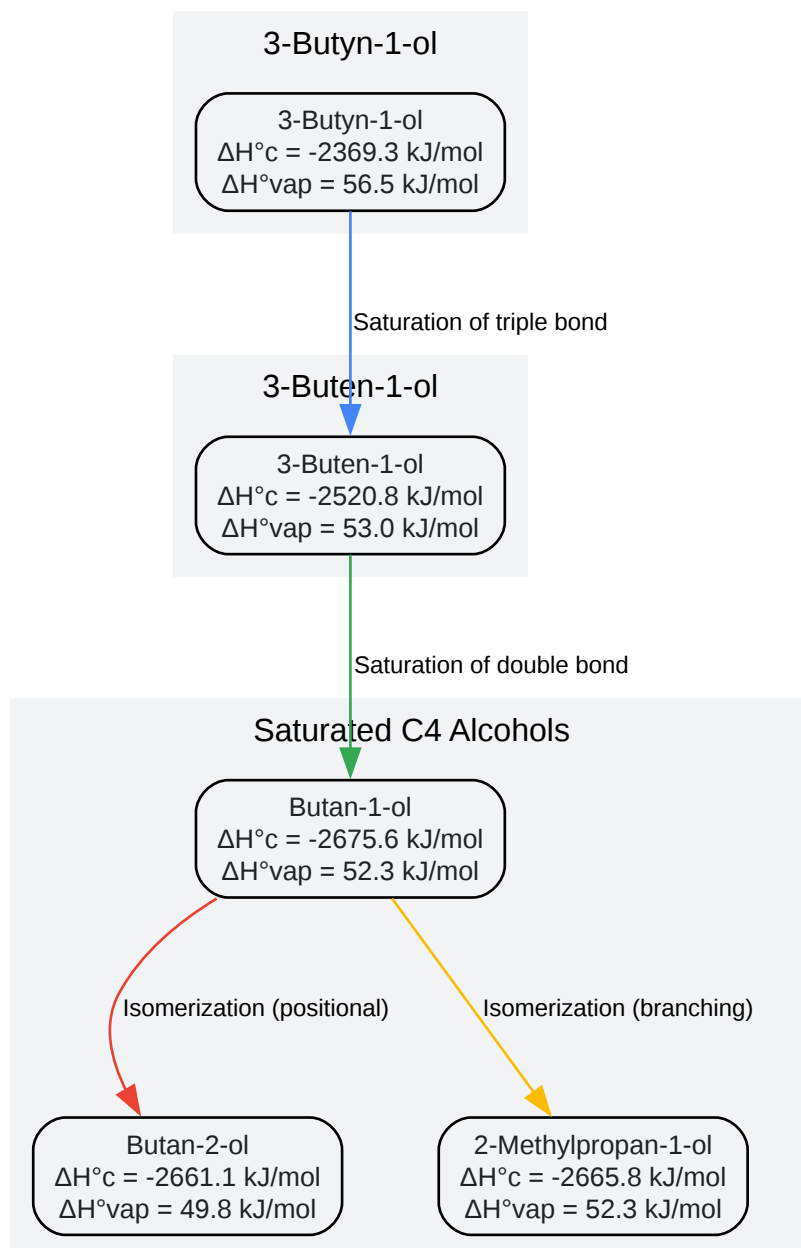 3-Butyn-1-ol
3-Butyn-1-ol
ΔH°c = -2369.3 kJ/mol
ΔH°vap = 56.5 kJ/mol
Saturation of triple bond
3-Buten-1-ol
3-Buten-1-ol
ΔH°c = -2520.8 kJ/mol
ΔH°vap = 53.0 kJ/mol
Saturation of double bond
Saturated C4 Alcohols
Butan-1-ol
ΔH°c = -2675.6 kJ/mol
ΔH°vap = 52.3 kJ/mol
Isomerization (positional)
Isomerization (branching)
Butan-2-ol
ΔH°c = -2661.1 kJ/mol
ΔH°vap = 49.8 kJ/mol
2-Methylpropan-1-ol
ΔH°c = -2665.8 kJ/mol
ΔH°vap = 52.3 kJ/mol